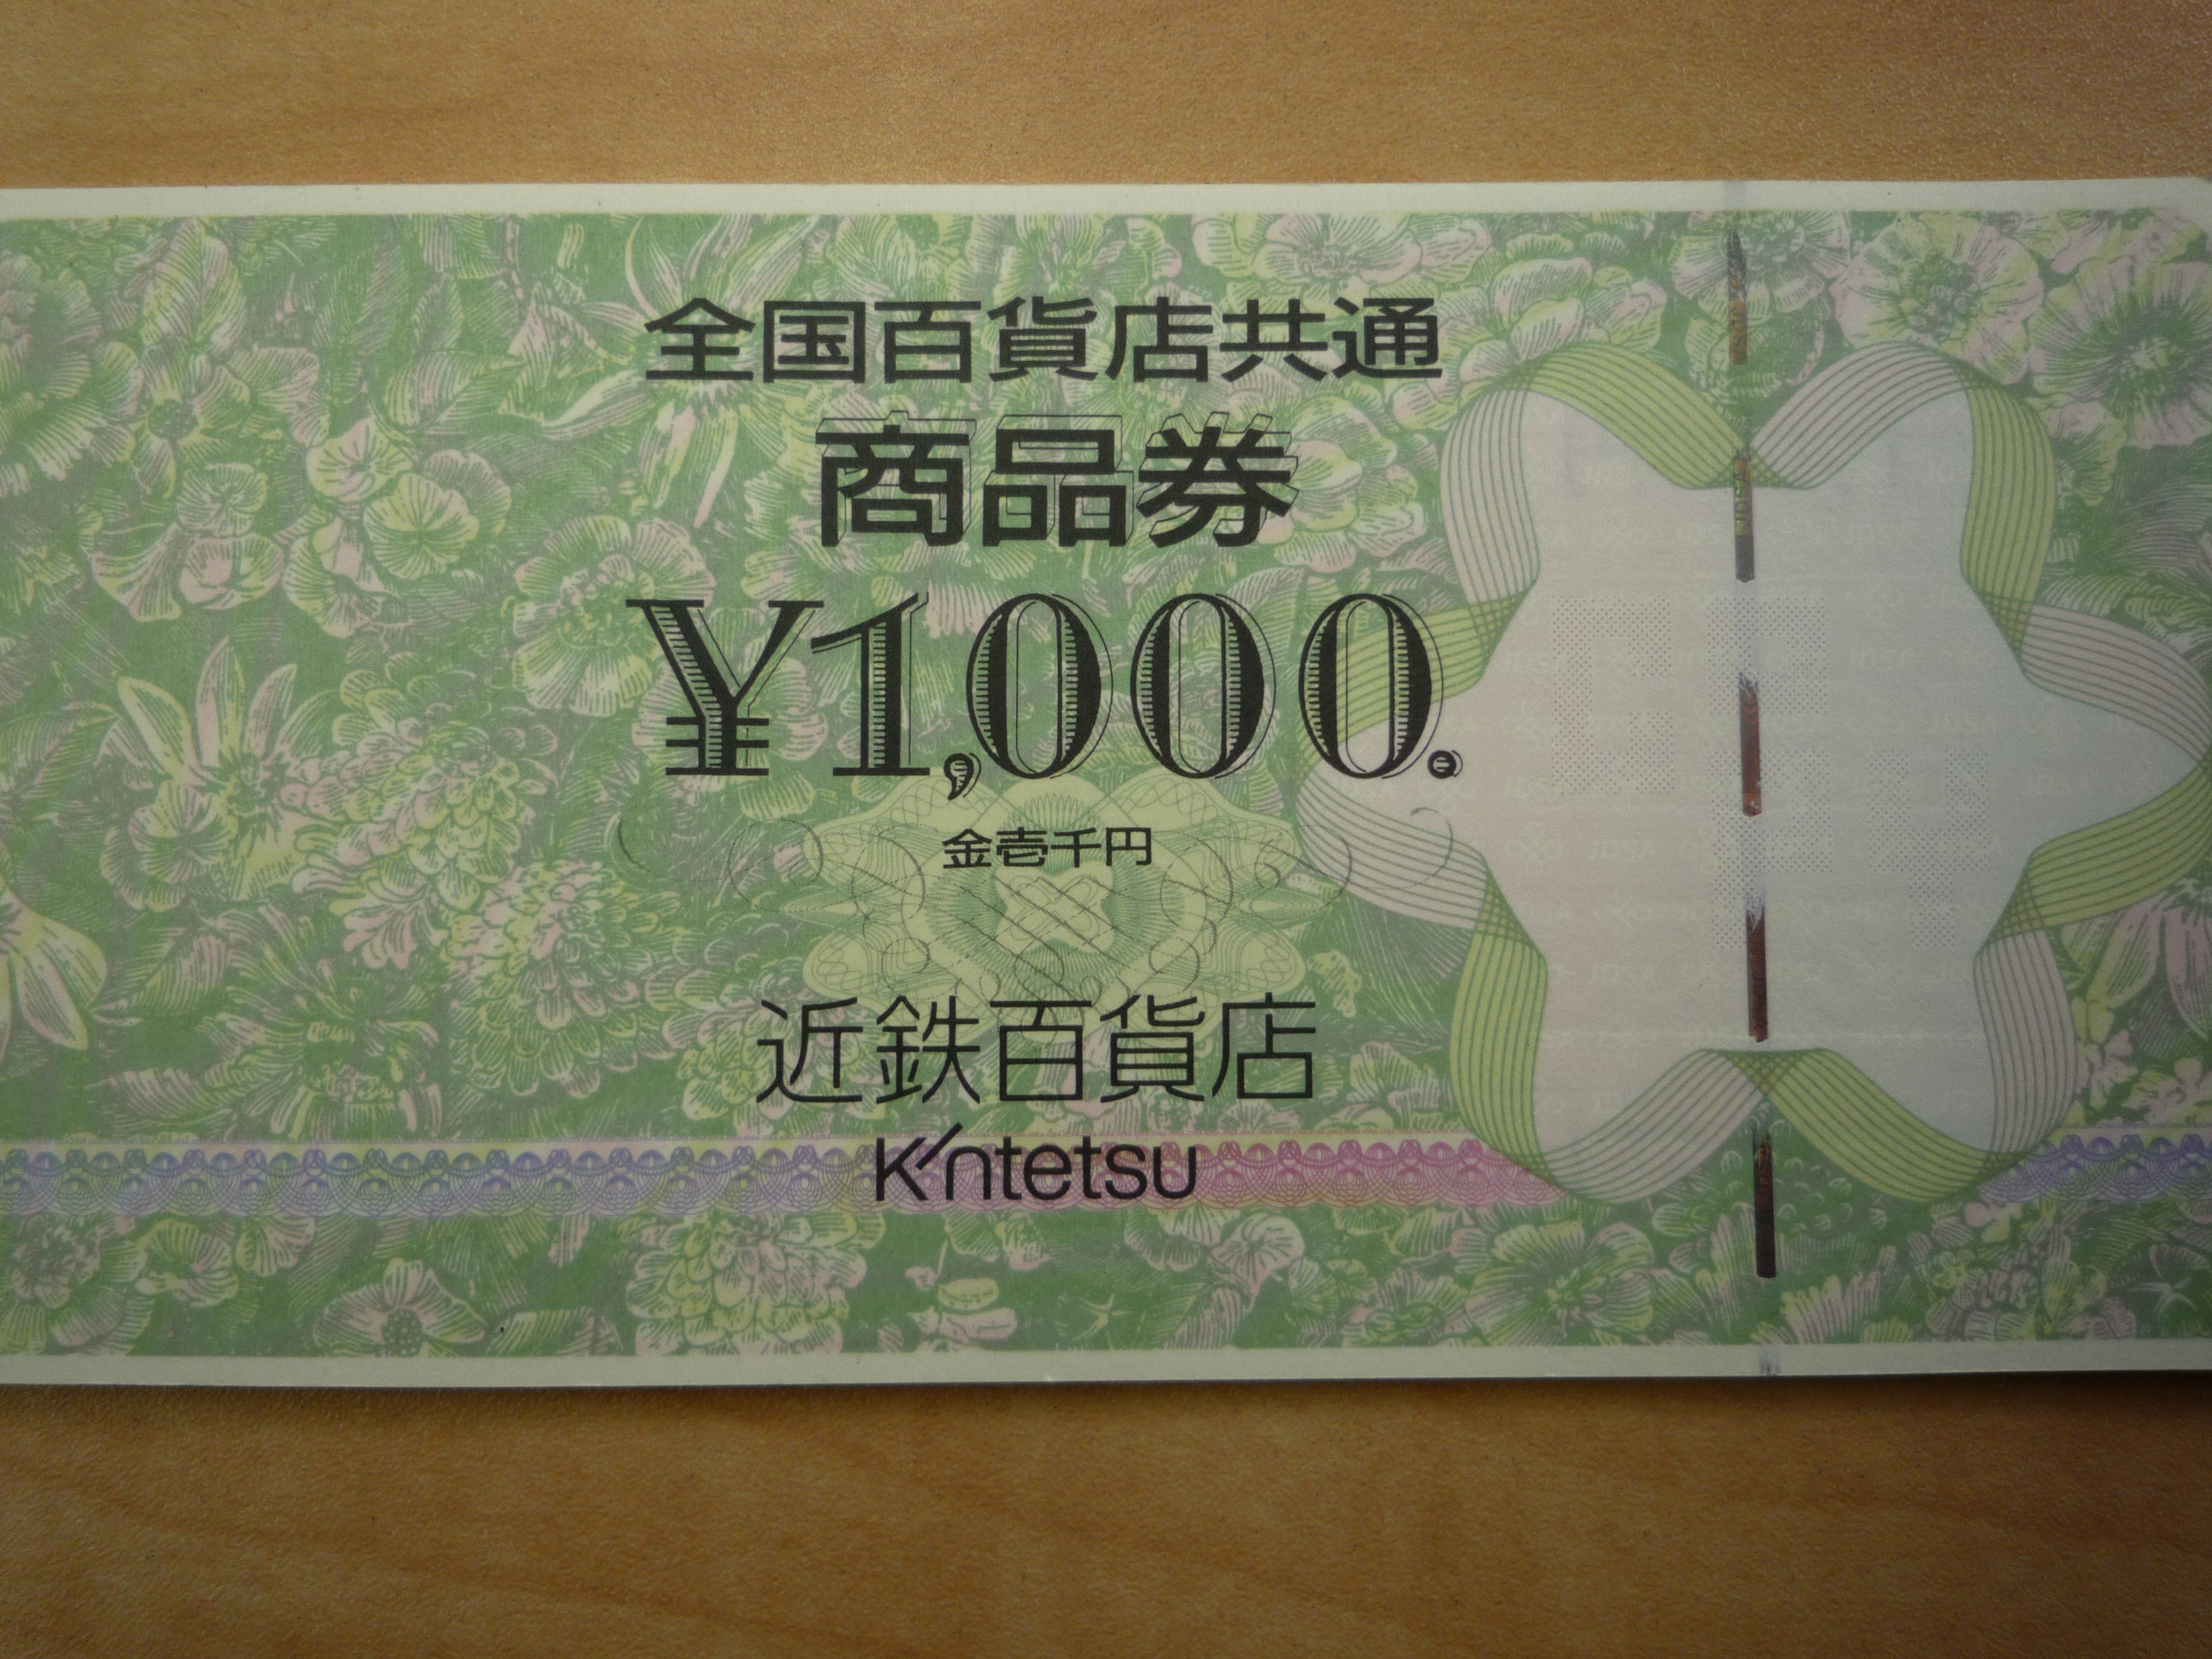 全国百貨店共通
商品券
¥1,000.
金壱千円
近鉄百貨店
Kintetsu